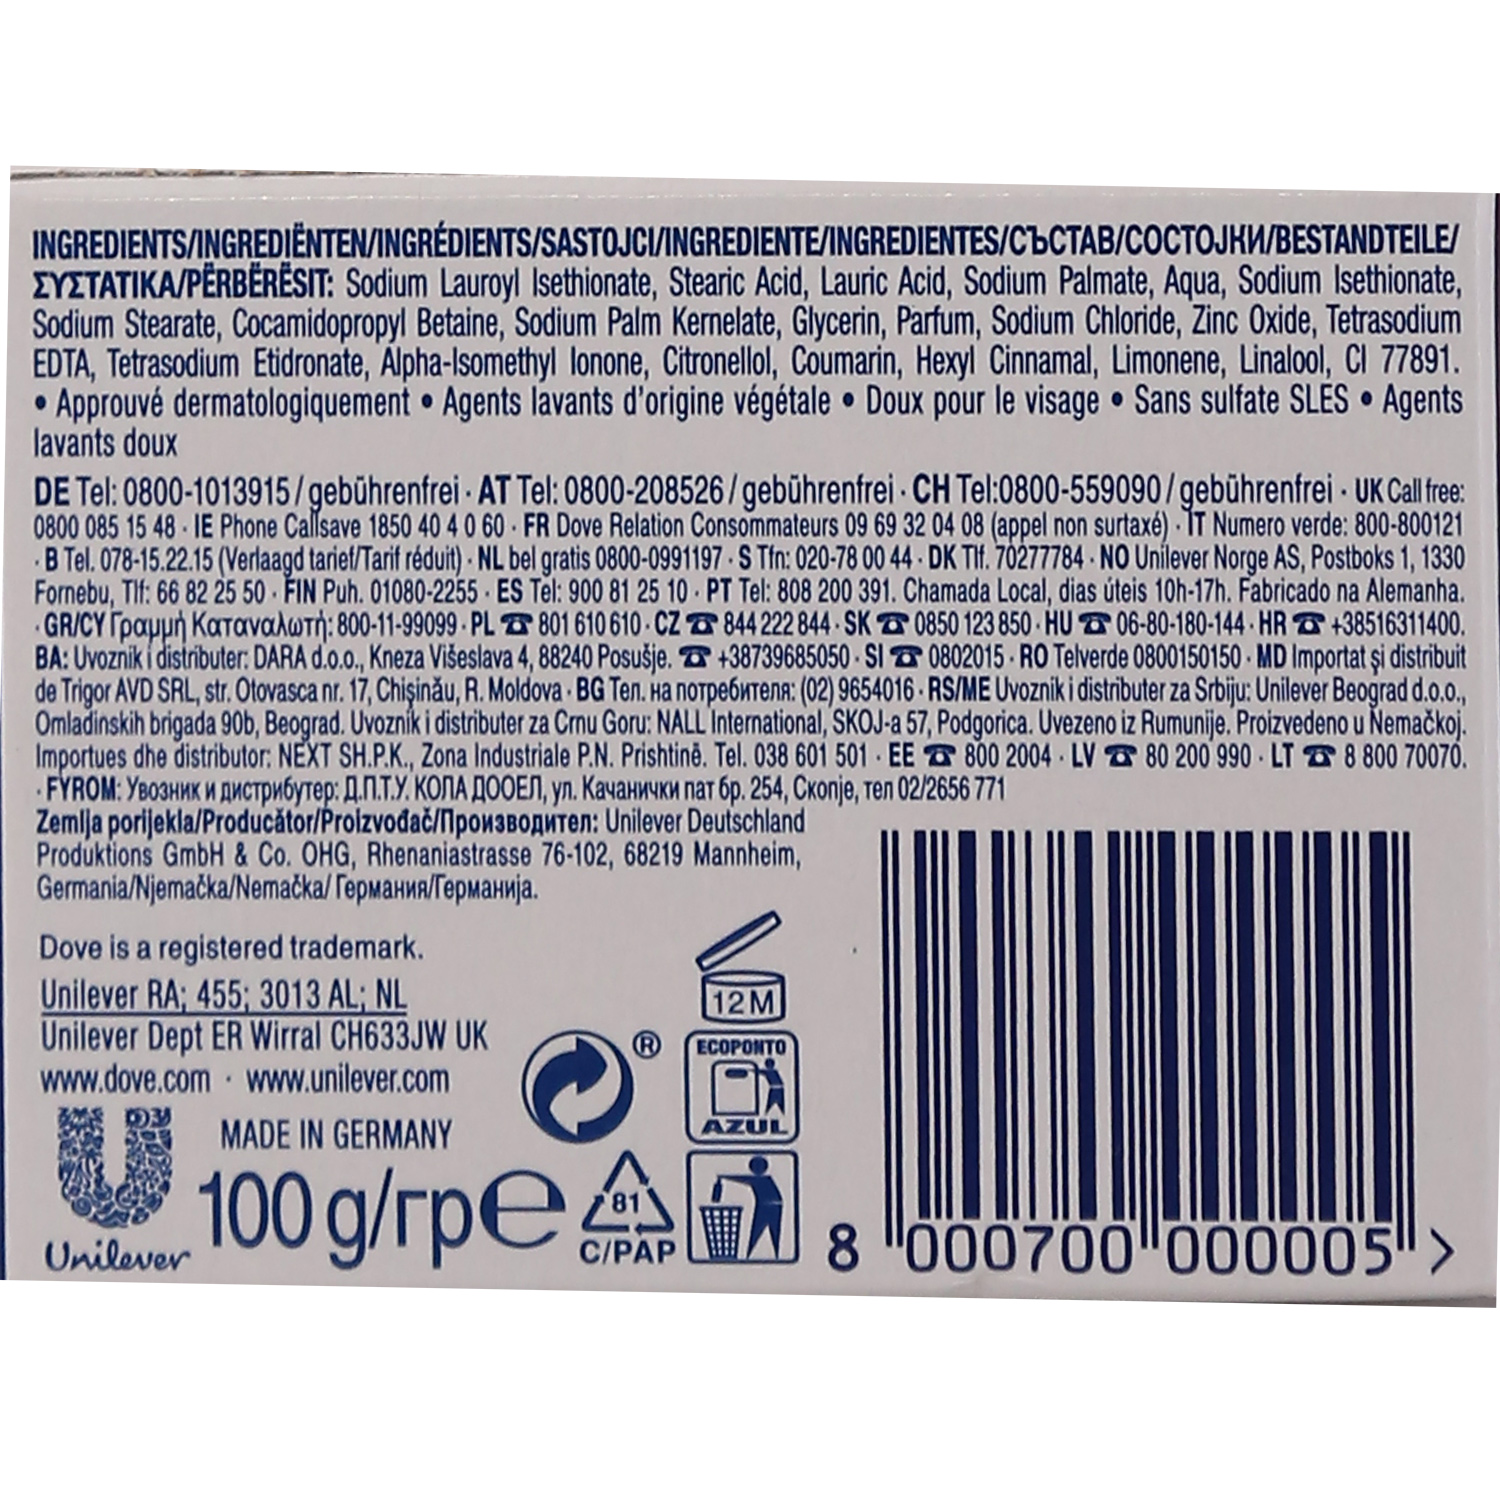 INGREDIENTS/INGREDIËNTEN/INGRÉDIENTS/SASTOJCI/INGREDIENTE/INGREDIENTES/СЪСТАВ/СОСТОЈКИ/BESTANDTEILE/
ΣΥΣΤΑΤΙΚΑ/PËRBËRËSIT: Sodium Lauroyl Isethionate, Stearic Acid, Lauric Acid, Sodium Palmate, Aqua, Sodium Isethionate,
Sodium Stearate, Cocamidopropyl Betaine, Sodium Palm Kernelate, Glycerin, Parfum, Sodium Chloride, Zinc Oxide, Tetrasodium
EDTA, Tetrasodium Etidronate, Alpha-Isomethyl Ionone, Citronellol, Coumarin, Hexyl Cinnamal, Limonene, Linalool, CI 77891.
• Approuvé dermatologiquement • Agents lavants d'origine végétale • Doux pour le visage • Sans sulfate SLES • Agents
lavants doux
DE Tel: 0800-1013915/gebührenfrei · AT Tel: 0800-208526/gebührenfrei · CH Tel:0800-559090/gebührenfrei · UK Call free:
0800 085 15 48 · IE Phone Callsave 1850 40 4 0 60 · FR Dove Relation Consommateurs 09 69 32 04 08 (appel non surtaxé) · IT Numero verde: 800-800121
· B Tel. 078-15.22.15 (Verlaagd tarief/Tarif réduit) · NL bel gratis 0800-0991197 · S Tfn: 020-78 00 44 · DK Tlf. 70277784 · NO Unilever Norge AS, Postboks 1, 1330
Fornebu, Tlf: 66 82 25 50 · FIN Puh. 01080-2255 · ES Tel: 900 81 25 10 · PT Tel: 808 200 391. Chamada Local, dias úteis 10h-17h. Fabricado na Alemanha.
· GR/CY Γραμμή Καταναλωτή: 800-11-99099 · PL ☎ 801 610 610 · CZ ☎ 844 222 844 · SK ☎ 0850 123 850 · HU ☎ 06-80-180-144 · HR ☎ +38516311400.
BA: Uvoznik i distributer: DARA d.o.o., Kneza Višeslava 4, 88240 Posušje. ☎ +38739685050 · SI ☎ 0802015 · RO Telverde 0800150150 · MD Importat şi distribuit
de Trigor AVD SRL, str. Otovasca nr. 17, Chişinău, R. Moldova · BG Тел. на потребителя: (02) 9654016 · RS/ME Uvoznik i distributer za Srbiju: Unilever Beograd d.o.o.,
Omladinskih brigada 90b, Beograd. Uvoznik i distributer za Crnu Goru: NALL International, SKOJ-a 57, Podgorica. Uvezeno iz Rumunije. Proizvedeno u Nemačkoj.
Importues dhe distributor: NEXT SH.P.K., Zona Industriale P.N. Prishtinë. Tel. 038 601 501 · EE ☎ 800 2004 · LV ☎ 80 200 990 · LT ☎ 8 800 70070.
· FYROM: Увозник и дистрибутер: Д.П.Т.У. КОЛА ДООЕЛ, ул. Качанички пат бр. 254, Скопје, тел 02/2656 771
Zemlja porijekla/Producător/Proizvođač/Производител: Unilever Deutschland
Produktions GmbH & Co. OHG, Rhenaniastrasse 76-102, 68219 Mannheim,
Germania/Njemačka/Nemačka/ Германия/Германија.
Dove is a registered trademark.
Unilever RA; 455; 3013 AL; NL
Unilever Dept ER Wirral CH633JW UK
www.dove.com · www.unilever.com
MADE IN GERMANY
Unilever
100 g/гр e
®
81
C/PAP
12 M
ECOPONTO
AZUL
8 000700 000005 >